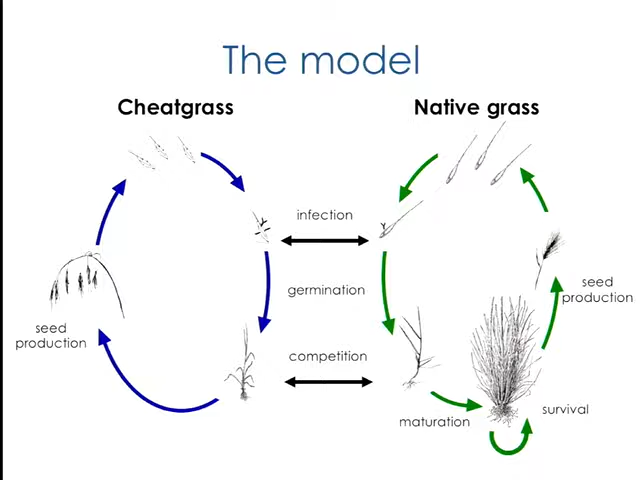 The model
Cheatgrass
Native grass
infection
germination
seed
production
seed
production
competition
maturation
survival